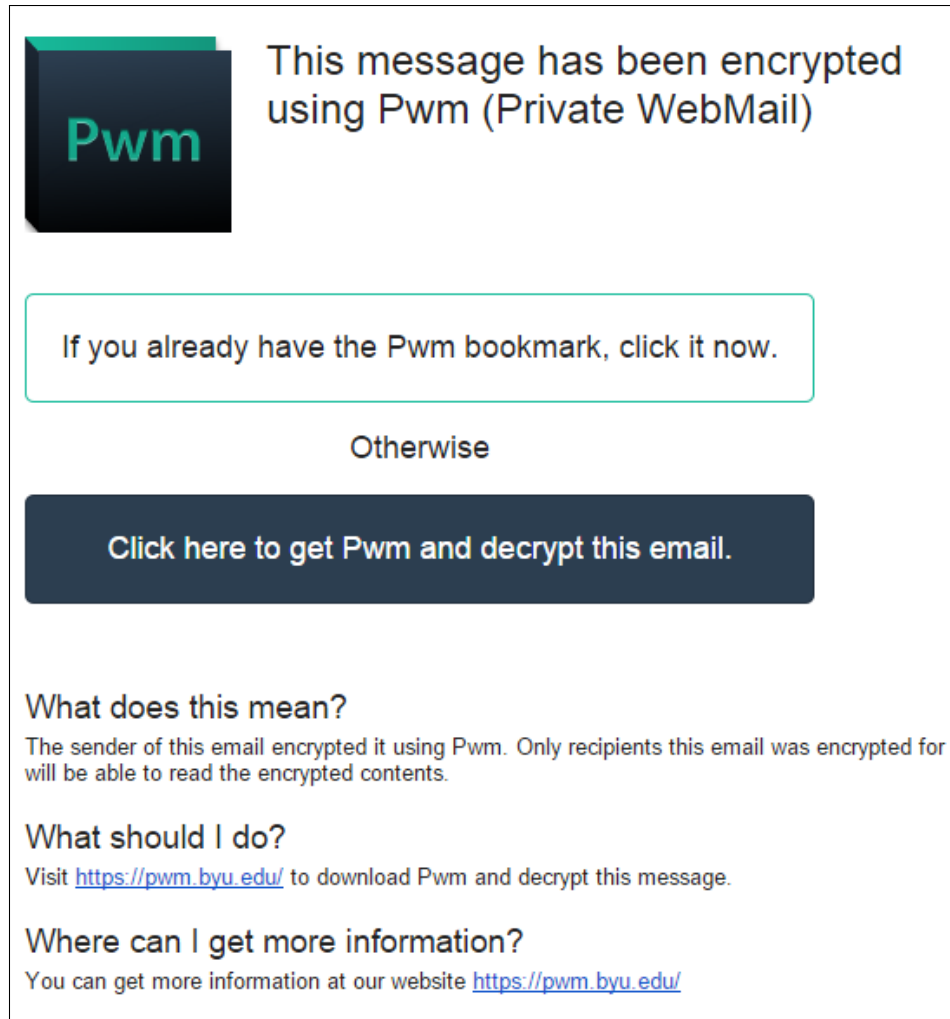 Pwm
This message has been encrypted
using Pwm (Private WebMail)
If you already have the Pwm bookmark, click it now.
Otherwise
Click here to get Pwm and decrypt this email.
What does this mean?
The sender of this email encrypted it using Pwm. Only recipients this email was encrypted for
will be able to read the encrypted contents.
What should I do?
Visit https://pwm.byu.edu/ to download Pwm and decrypt this message.
Where can I get more information?
You can get more information at our website https://pwm.byu.edu/